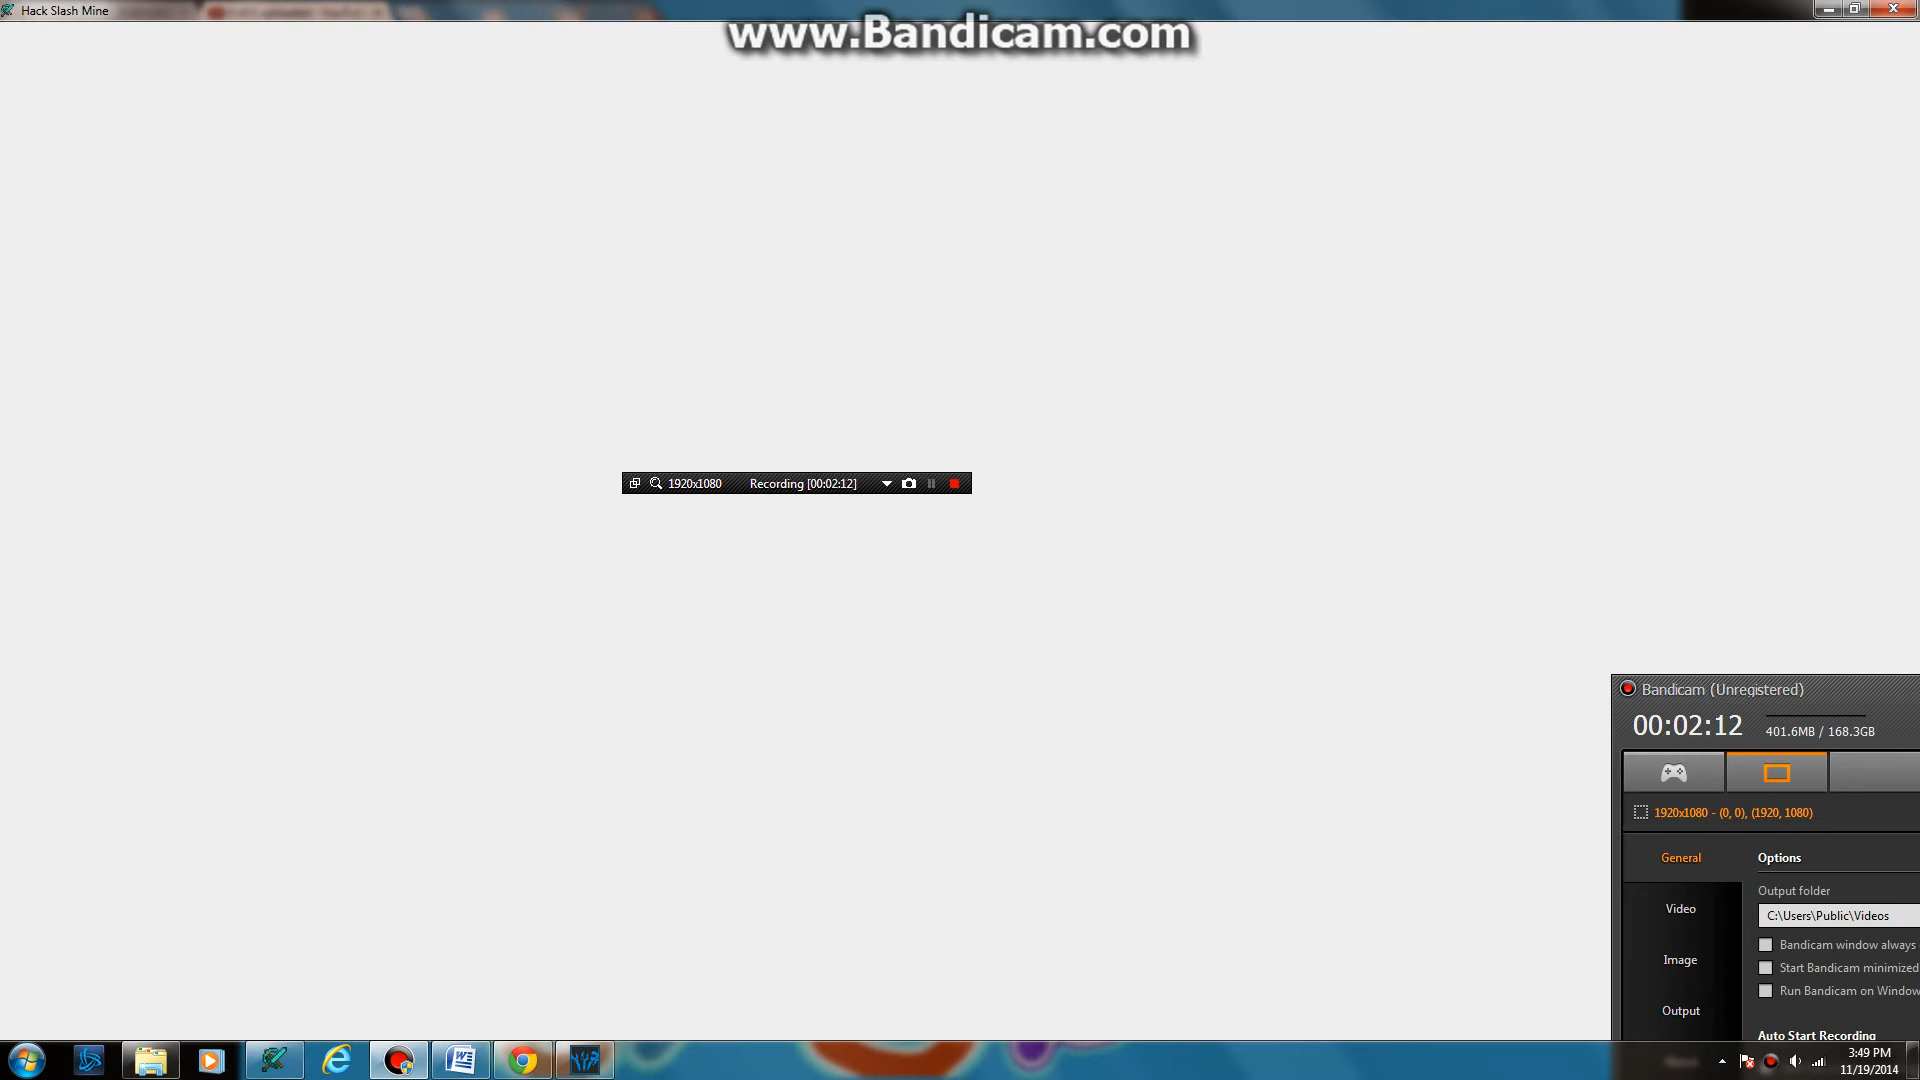 Hack Slash Mine
www.Bandicam.com
1920x1080 Recording [00:02:12]
Bandicam (Unregistered)
00:02:12 401.6MB / 168.3GB
1920x1080 - (0, 0), (1920, 1080)
General
Options
Output folder
Video
C:\Users\Public\Videos
Bandicam window always
Image
Start Bandicam minimized
Run Bandicam on Window
Output
Auto Start Recording
3:49 PM
11/19/2014